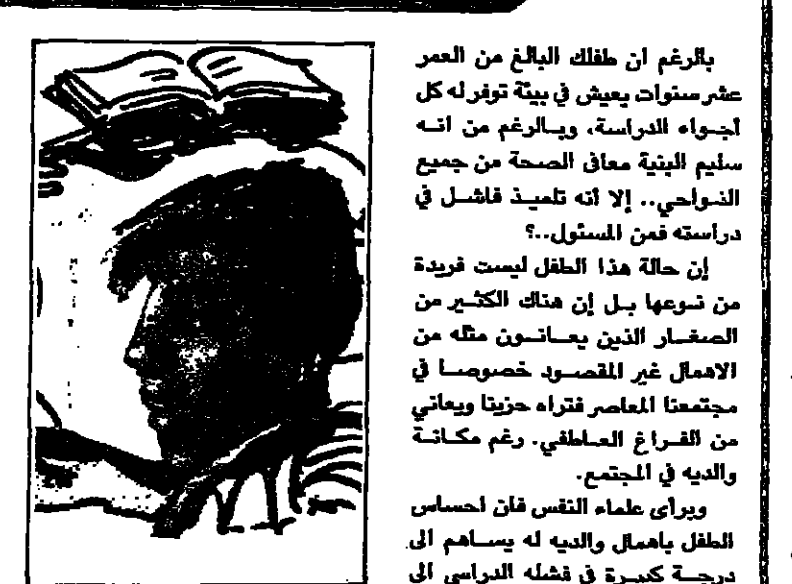 بالرغم ان طفلك البالغ من العمر
عشر سنوات يعيش في بيئة توفر له كل
أجواء الدراسة، وبالرغم من انه
سليم البنية معافى الصحة من جميع
النواحي.. إلا أنه تلميذ فاشل في
دراسته فمن المسئول..؟
إن حالة هذا الطفل ليست فريدة
من نوعها بل إن هناك الكثير من
الصغار الذين يعانون مثله من
الاهمال غير المقصود خصوصا في
مجتمعنا المعاصر فتراه حزينا ويعاني
من الفراغ العاطفي. رغم مكانة
والديه في المجتمع.
وبرأى علماء النفس فان احساس
الطفل باهمال والديه له يساهم الى
درجة كبيرة في فشله الدراسي الى